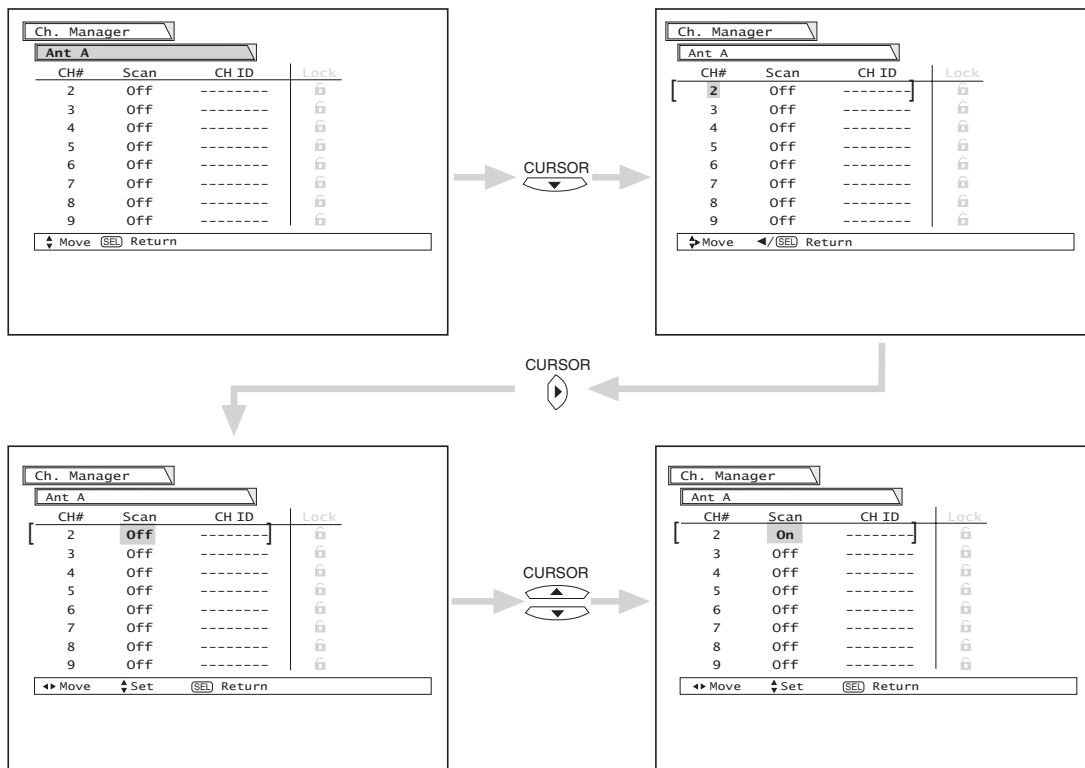 Ch. Manager
Ant A
CH# Scan CH ID Lock
2 Off --------
3 Off --------
4 Off --------
5 Off --------
6 Off --------
7 Off --------
8 Off --------
9 Off --------
Move SEL Return
CURSOR
Ch. Manager
Ant A
CH# Scan CH ID Lock
[ 2 Off --------]
3 Off --------
4 Off --------
5 Off --------
6 Off --------
7 Off --------
8 Off --------
9 Off --------
Move ◀/SEL Return
CURSOR
Ch. Manager
Ant A
CH# Scan CH ID Lock
[ 2 Off --------]
3 Off --------
4 Off --------
5 Off --------
6 Off --------
7 Off --------
8 Off --------
9 Off --------
Move Set SEL Return
CURSOR
Ch. Manager
Ant A
CH# Scan CH ID Lock
[ 2 On --------]
3 Off --------
4 Off --------
5 Off --------
6 Off --------
7 Off --------
8 Off --------
9 Off --------
Move Set SEL Return